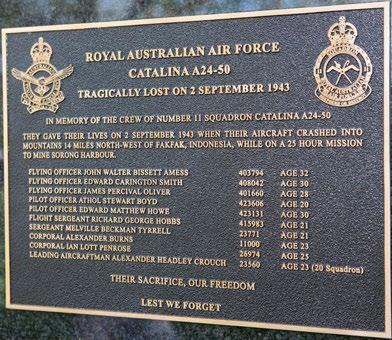 ROYAL AUSTRALIAN AIR FORCE
CATALINA A24-50
TRAGICALLY LOST ON 2 SEPTEMBER 1943
IN MEMORY OF THE CREW OF NUMBER 11 SQUADRON CATALINA A24-50
THEY GAVE THEIR LIVES ON 2 SEPTEMBER 1943 WHEN THEIR AIRCRAFT CRASHED INTO
MOUNTAINS 14 MILES NORTH-WEST OF FAKFAK, INDONESIA, WHILE ON A 25 HOUR MISSION
TO MINE SORONG HARBOUR.
FLYING OFFICER JOHN WALTER BISSETT AMESS 403794 AGE 32
FLYING OFFICER EDWARD CARINGTON SMITH 408042 AGE 30
FLYING OFFICER JAMES PERCIVAL OLIVER 401660 AGE 28
PILOT OFFICER ATHOL STEWART BOYD 423606 AGE 20
PILOT OFFICER EDWARD MATTHEW HOWE 423131 AGE 30
FLIGHT SERGEANT RICHARD GEORGE HOBBS 415983 AGE 21
SERGEANT MELVILLE BECKMAN TYRRELL 23771 AGE 21
CORPORAL ALEXANDER BURNS 11000 AGE 23
CORPORAL IAN LOTT PENROSE 26974 AGE 25
LEADING AIRCRAFTMAN ALEXANDER HEADLEY CROUCH 23560 AGE 23 (20 Squadron)
THEIR SACRIFICE, OUR FREEDOM
LEST WE FORGET